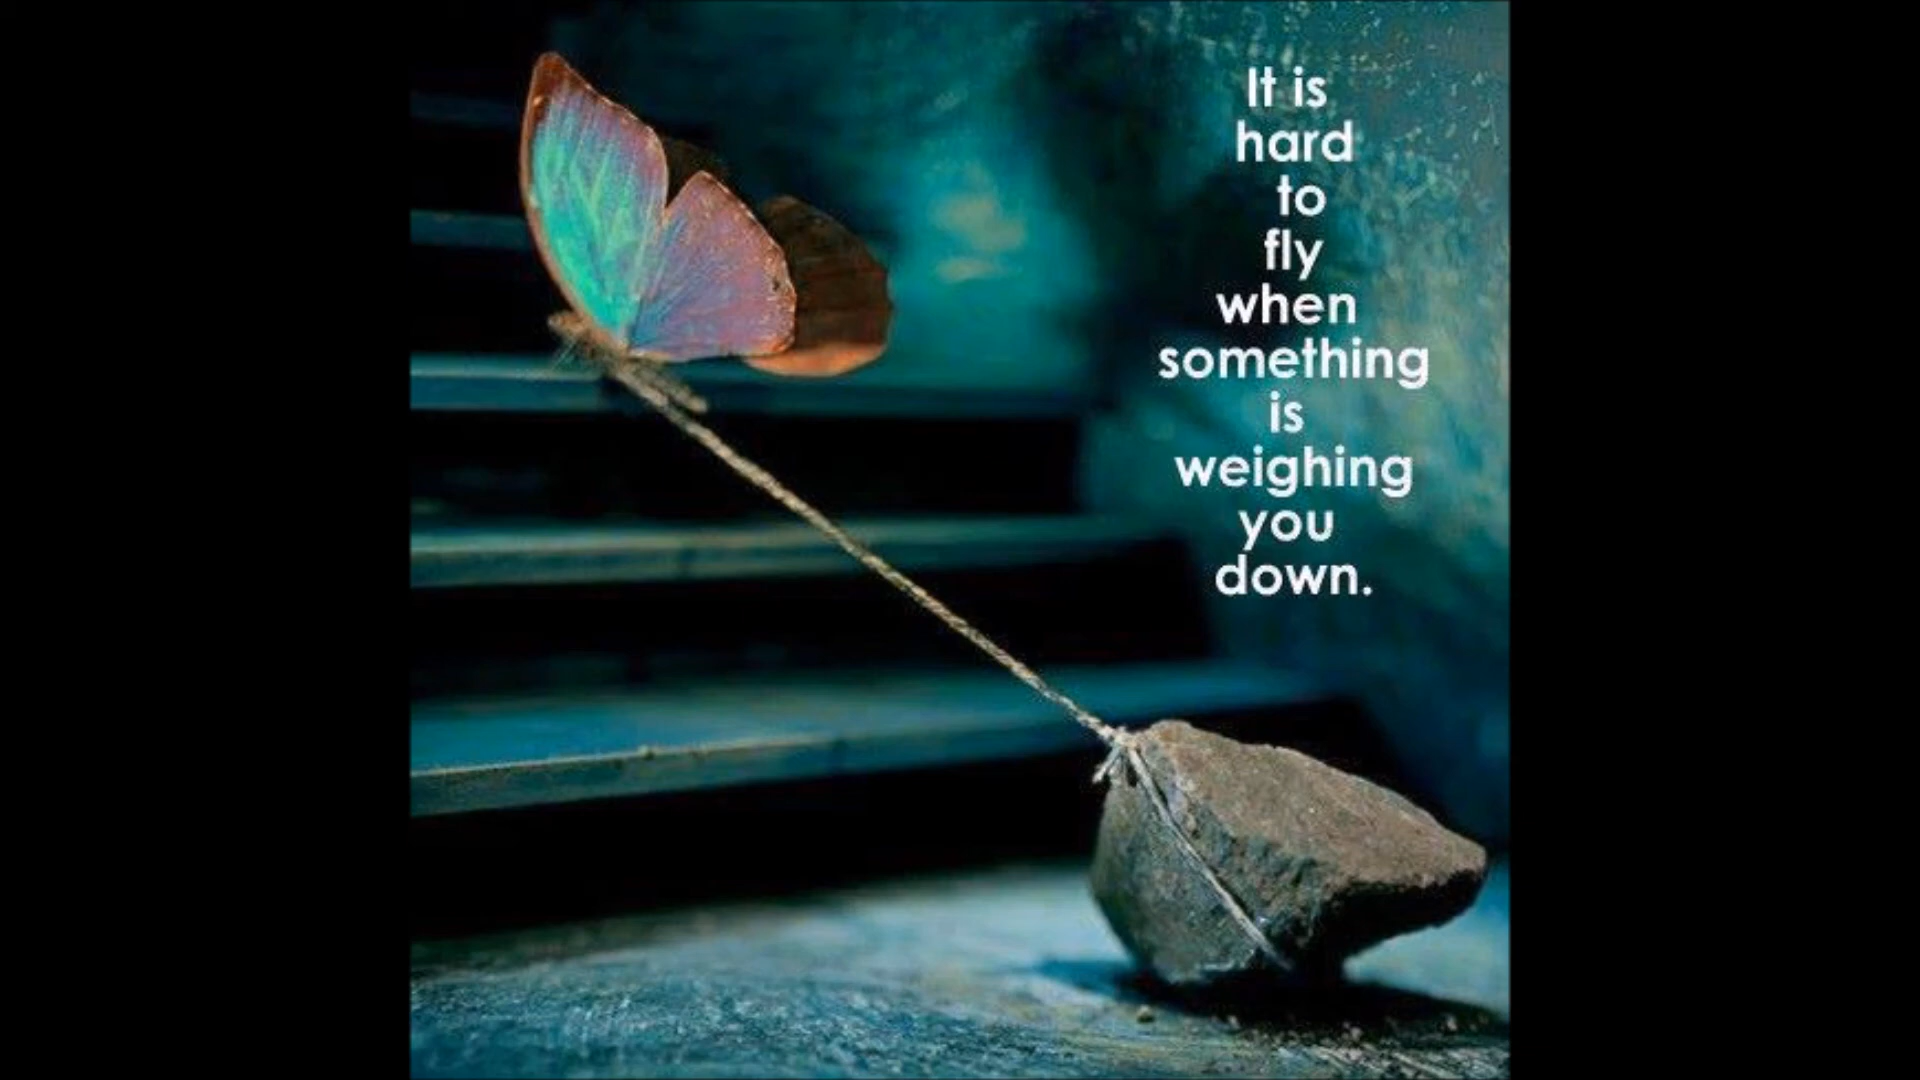 It is
hard
to
fly
when
something
is
weighing
you
down.